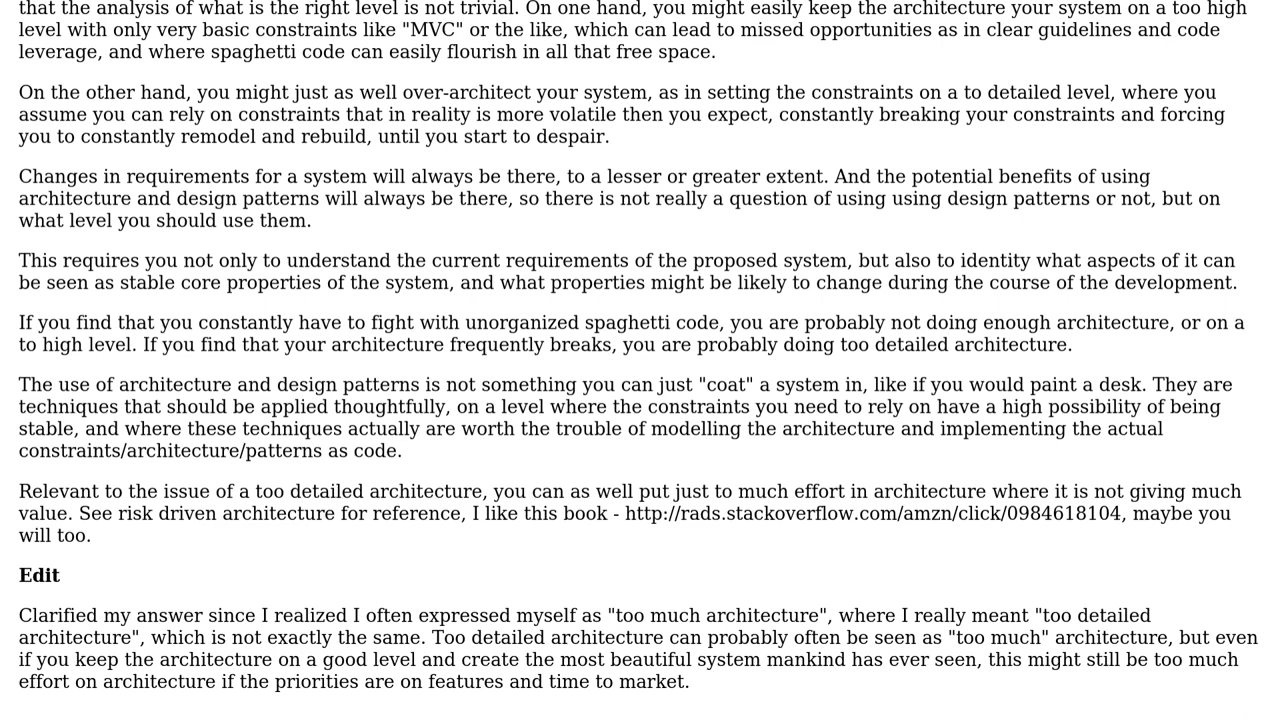 that the analysis of what is the right level is not trivial. On one hand, you might easily keep the architecture your system on a too high
level with only very basic constraints like "MVC" or the like, which can lead to missed opportunities as in clear guidelines and code
leverage, and where spaghetti code can easily flourish in all that free space.
On the other hand, you might just as well over-architect your system, as in setting the constraints on a to detailed level, where you
assume you can rely on constraints that in reality is more volatile then you expect, constantly breaking your constraints and forcing
you to constantly remodel and rebuild, until you start to despair.
Changes in requirements for a system will always be there, to a lesser or greater extent. And the potential benefits of using
architecture and design patterns will always be there, so there is not really a question of using using design patterns or not, but on
what level you should use them.
This requires you not only to understand the current requirements of the proposed system, but also to identity what aspects of it can
be seen as stable core properties of the system, and what properties might be likely to change during the course of the development.
If you find that you constantly have to fight with unorganized spaghetti code, you are probably not doing enough architecture, or on a
to high level. If you find that your architecture frequently breaks, you are probably doing too detailed architecture.
The use of architecture and design patterns is not something you can just "coat" a system in, like if you would paint a desk. They are
techniques that should be applied thoughtfully, on a level where the constraints you need to rely on have a high possibility of being
stable, and where these techniques actually are worth the trouble of modelling the architecture and implementing the actual
constraints/architecture/patterns as code.
Relevant to the issue of a too detailed architecture, you can as well put just to much effort in architecture where it is not giving much
value. See risk driven architecture for reference, I like this book - http://rads.stackoverflow.com/amzn/click/0984618104, maybe you
will too.
Edit
Clarified my answer since I realized I often expressed myself as "too much architecture", where I really meant "too detailed
architecture", which is not exactly the same. Too detailed architecture can probably often be seen as "too much" architecture, but even
if you keep the architecture on a good level and create the most beautiful system mankind has ever seen, this might still be too much
effort on architecture if the priorities are on features and time to market.